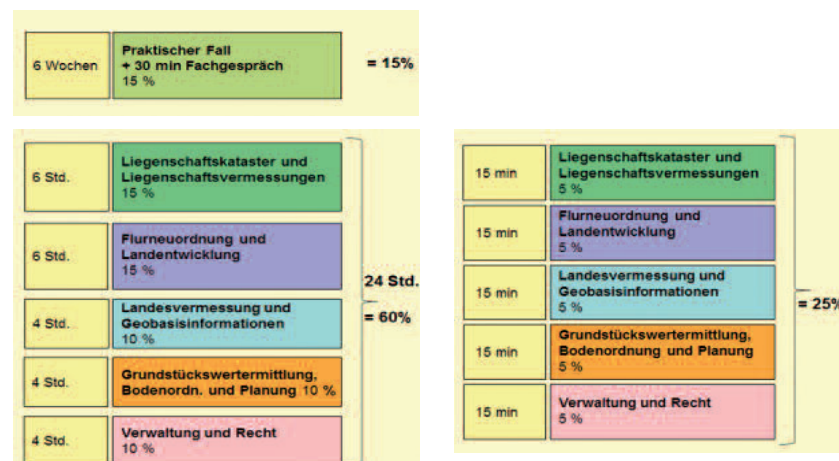 6 Wochen
Praktischer Fall
+ 30 min Fachgespräch
15 %
= 15%
6 Std.
Liegenschaftskataster und
Liegenschaftsvermessungen
15 %
6 Std.
Flurneuordnung und
Landentwicklung
15 %
4 Std.
Landesvermessung und
Geobasisinformationen
10 %
4 Std.
Grundstückswertermittlung,
Bodenordn. und Planung 10 %
4 Std.
Verwaltung und Recht
10 %
24 Std.
= 60%
15 min
Liegenschaftskataster und
Liegenschaftsvermessungen
5 %
15 min
Flurneuordnung und
Landentwicklung
5 %
15 min
Landesvermessung und
Geobasisinformationen
5 %
15 min
Grundstückswertermittlung,
Bodenordnung und Planung
5 %
15 min
Verwaltung und Recht
5 %
= 25%